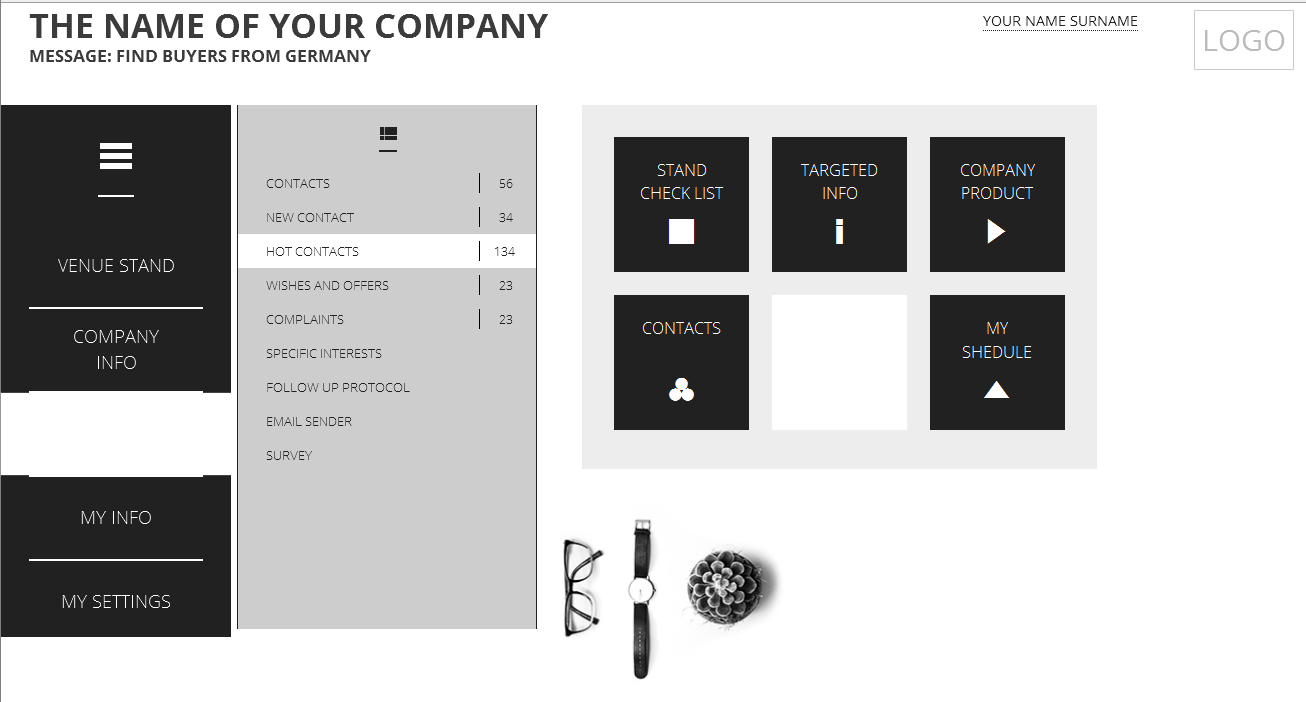 THE NAME OF YOUR COMPANY
MESSAGE: FIND BUYERS FROM GERMANY
YOUR NAME SURNAME
LOGO
VENUE STAND
COMPANY
INFO
MY INFO
MY SETTINGS
CONTACTS 56
NEW CONTACT 34
HOT CONTACTS 134
WISHES AND OFFERS 23
COMPLAINTS 23
SPECIFIC INTERESTS
FOLLOW UP PROTOCOL
EMAIL SENDER
SURVEY
STAND
CHECK LIST
TARGETED
INFO
COMPANY
PRODUCT
CONTACTS
MY
SHEDULE